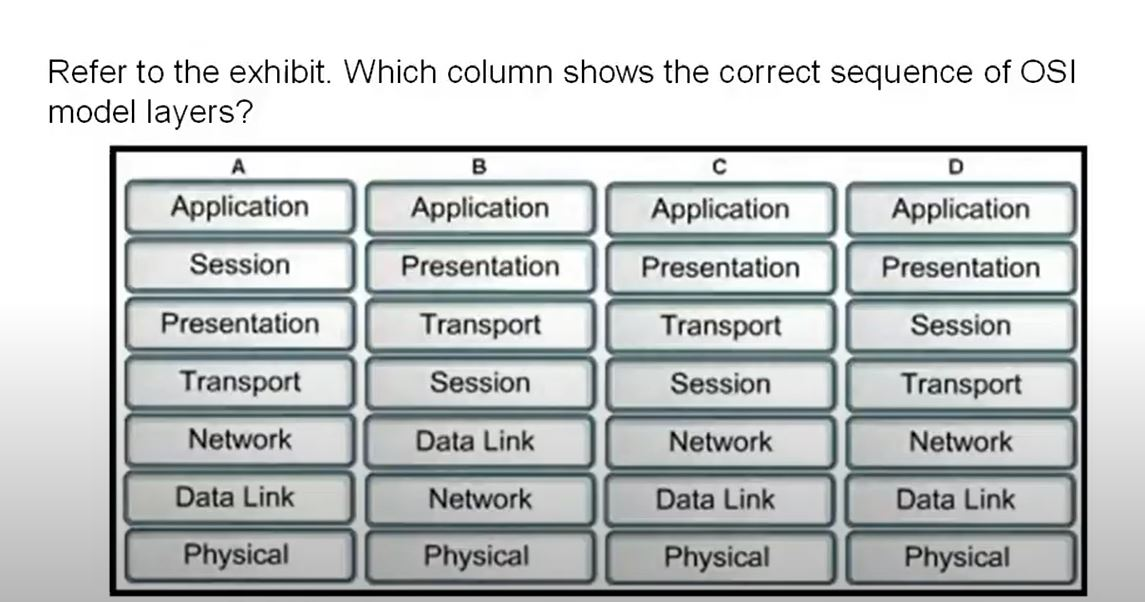 Refer to the exhibit. Which column shows the correct sequence of OSI
model layers?
A B C D
Application Application Application Application
Session Presentation Presentation Presentation
Presentation Transport Transport Session
Transport Session Session Transport
Network Data Link Network Network
Data Link Network Data Link Data Link
Physical Physical Physical Physical